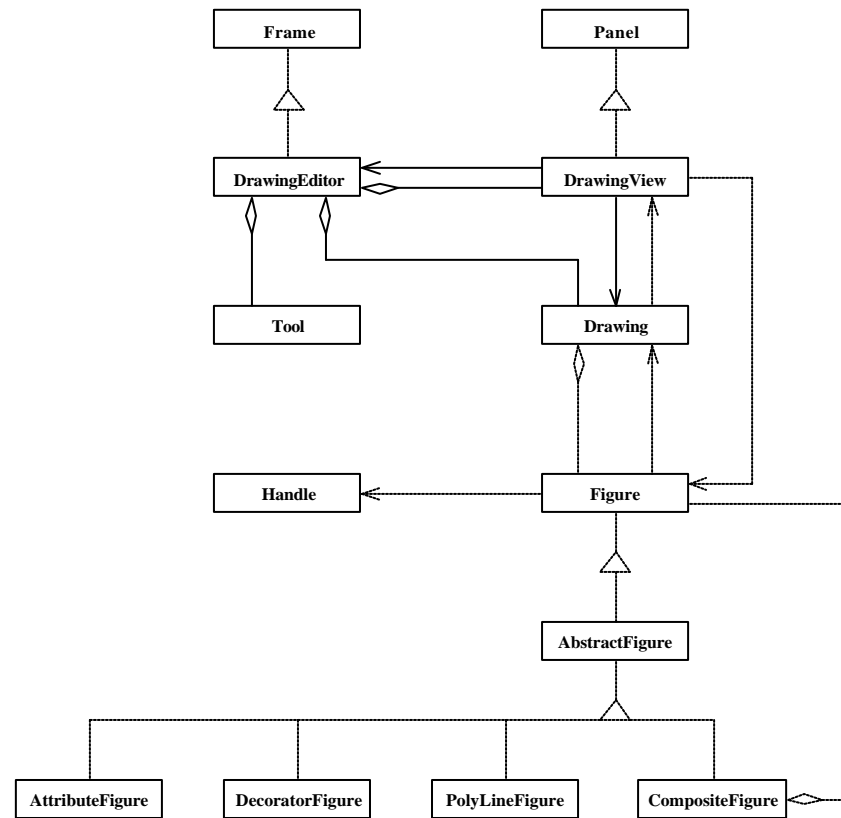 Frame
Panel
DrawingEditor
DrawingView
Tool
Drawing
Handle
Figure
AbstractFigure
AttributeFigure
DecoratorFigure
PolyLineFigure
CompositeFigure